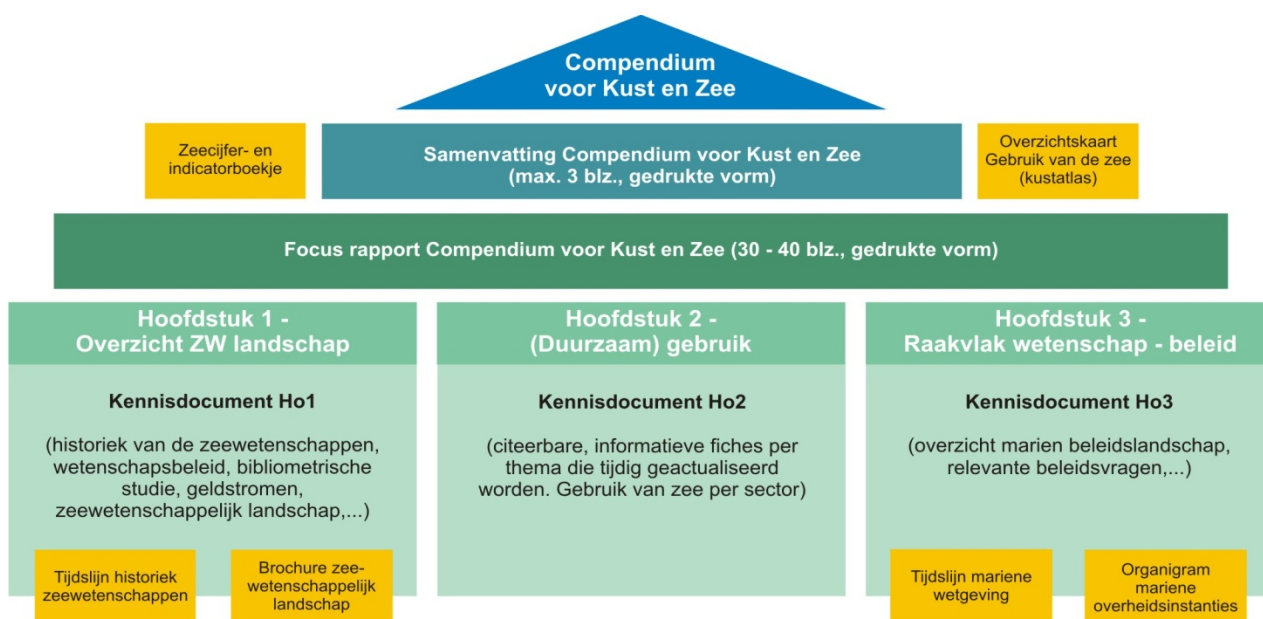 Compendium
voor Kust en Zee
Zeecijfer- en
indicatorboekje
Samenvatting Compendium voor Kust en Zee
(max. 3 blz., gedrukte vorm)
Overzichtskaart
Gebruik van de zee
(kustatlas)
Focus rapport Compendium voor Kust en Zee (30 - 40 blz., gedrukte vorm)
Hoofdstuk 1 -
Overzicht ZW landschap
Kennisdocument Ho1
(historiek van de zeewetenschappen,
wetenschapsbeleid, bibliometrische
studie, geldstromen,
zeewetenschappelijk landschap,...)
Tijdslijn historiek
zeewetenschappen
Brochure zee-
wetenschappelijk
landschap
Hoofdstuk 2 -
(Duurzaam) gebruik
Kennisdocument Ho2
(citeerbare, informatieve fiches per
thema die tijdig geactualiseerd
worden. Gebruik van zee per sector)
Hoofdstuk 3 -
Raakvlak wetenschap - beleid
Kennisdocument Ho3
(overzicht marien beleidslandschap,
relevante beleidsvragen,...)
Tijdslijn mariene
wetgeving
Organigram
mariene
overheidsinstanties